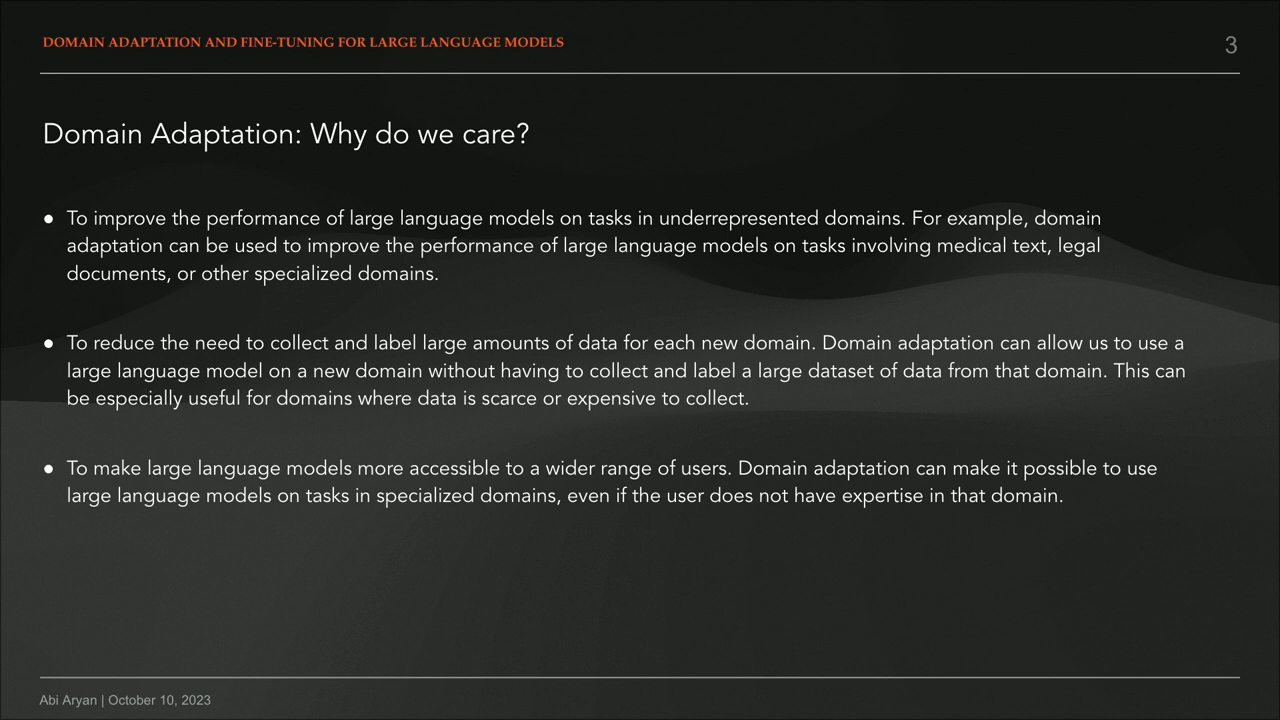 DOMAIN ADAPTATION AND FINE-TUNING FOR LARGE LANGUAGE MODELS
3
Domain Adaptation: Why do we care?
● To improve the performance of large language models on tasks in underrepresented domains. For example, domain
adaptation can be used to improve the performance of large language models on tasks involving medical text, legal
documents, or other specialized domains.
● To reduce the need to collect and label large amounts of data for each new domain. Domain adaptation can allow us to use a
large language model on a new domain without having to collect and label a large dataset of data from that domain. This can
be especially useful for domains where data is scarce or expensive to collect.
● To make large language models more accessible to a wider range of users. Domain adaptation can make it possible to use
large language models on tasks in specialized domains, even if the user does not have expertise in that domain.
Abi Aryan | October 10, 2023